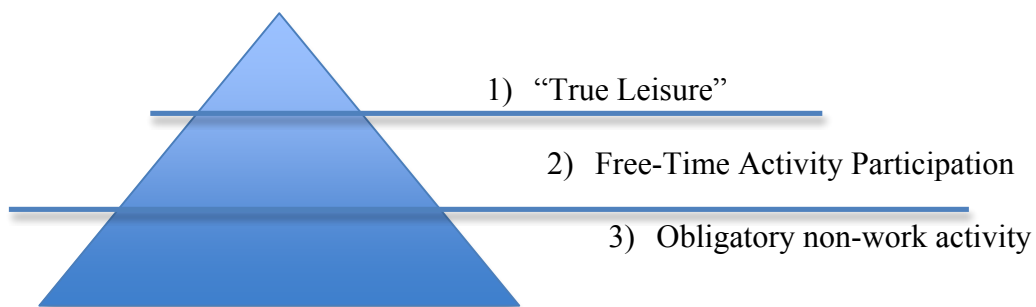 1) “True Leisure”
2) Free-Time Activity Participation
3) Obligatory non-work activity